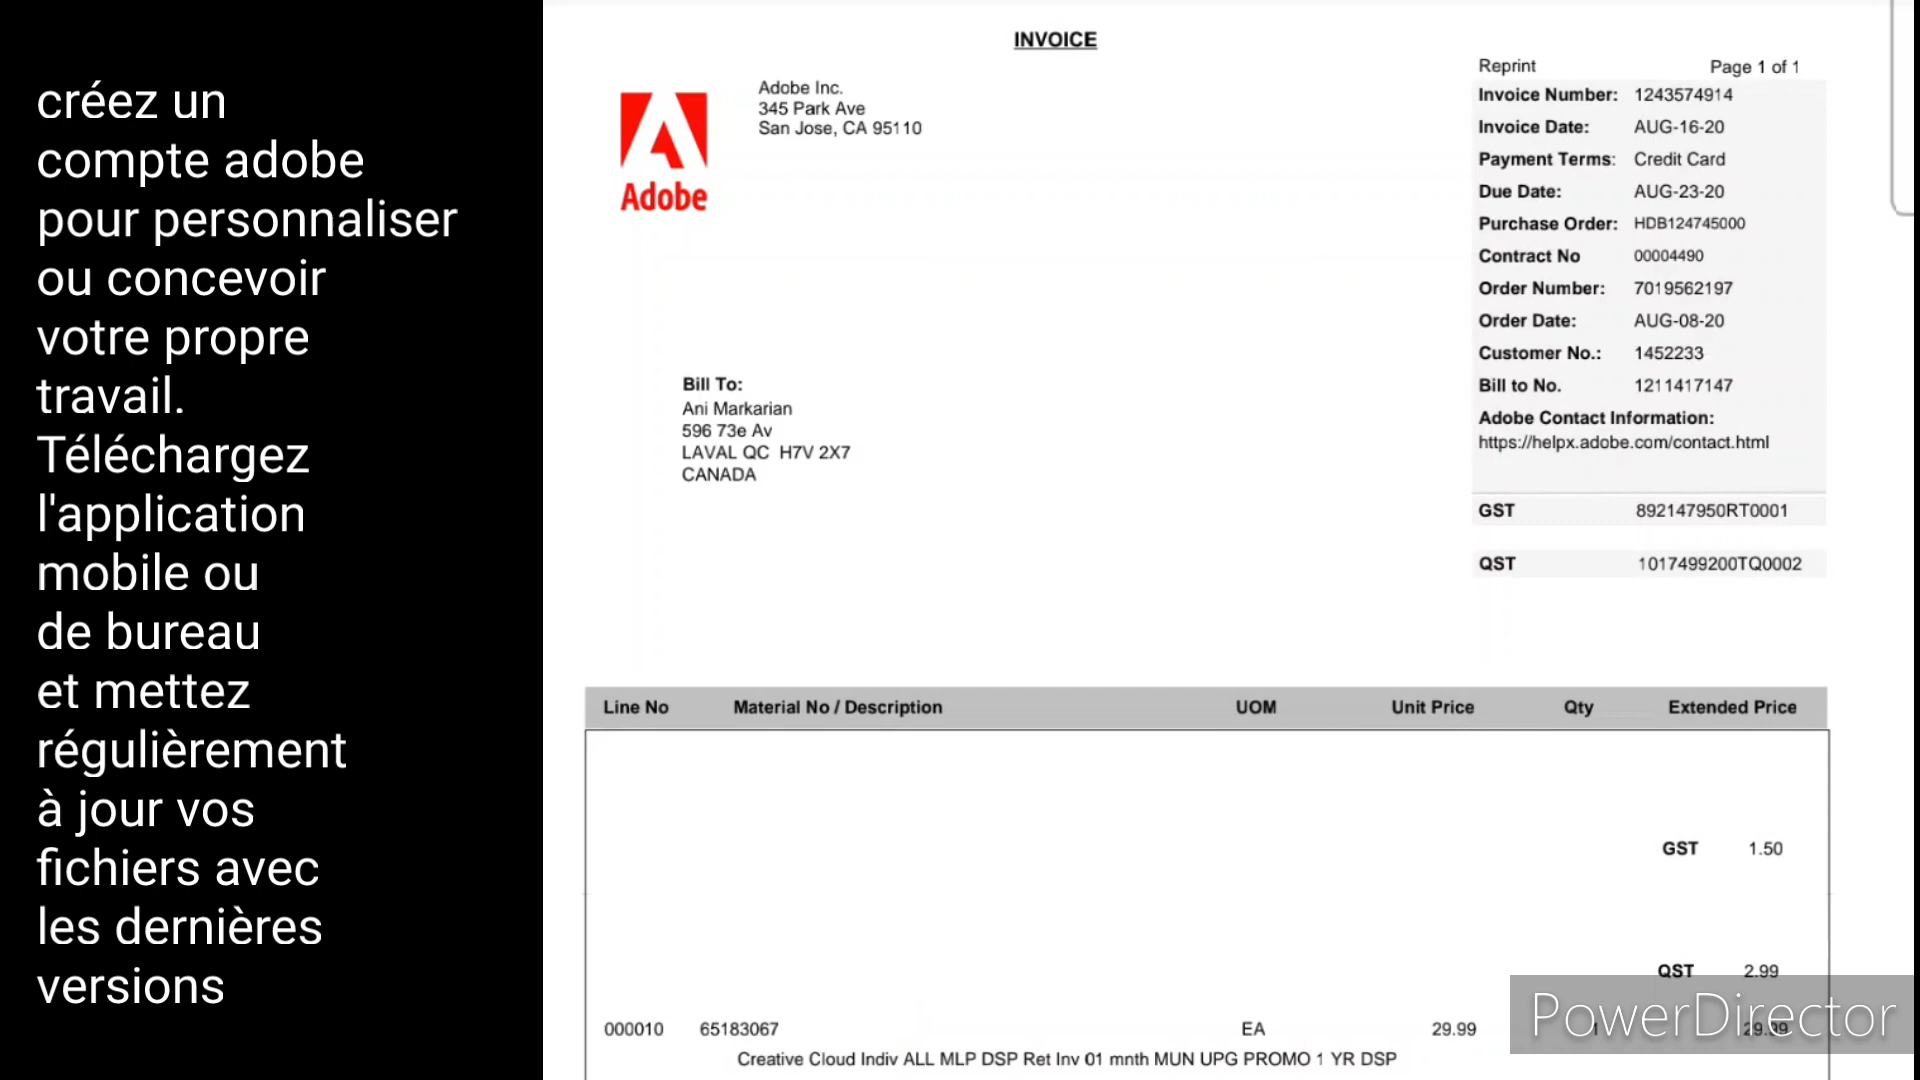 créez un
compte adobe
pour personnaliser
ou concevoir
votre propre
travail.
Téléchargez
l'application
mobile ou
de bureau
et mettez
régulièrement
à jour vos
fichiers avec
les dernières
versions
INVOICE
Adobe
Adobe Inc.
345 Park Ave
San Jose, CA 95110
Reprint Page 1 of 1
Invoice Number: 1243574914
Invoice Date: AUG-16-20
Payment Terms: Credit Card
Due Date: AUG-23-20
Purchase Order: HDB124745000
Contract No 00004490
Order Number: 7019562197
Order Date: AUG-08-20
Customer No.: 1452233
Bill to No. 1211417147
Adobe Contact Information:
https://helpx.adobe.com/contact.html
GST 892147950RT0001
QST 1017499200TQ0002
Bill To:
Ani Markarian
596 73e Av
LAVAL QC H7V 2X7
CANADA
Line No Material No / Description UOM Unit Price Qty Extended Price
GST 1.50
QST 2.99
000010 65183067 EA 29.99 1 29.99
Creative Cloud Indiv ALL MLP DSP Ret Inv 01 mnth MUN UPG PROMO 1 YR DSP
PowerDirector